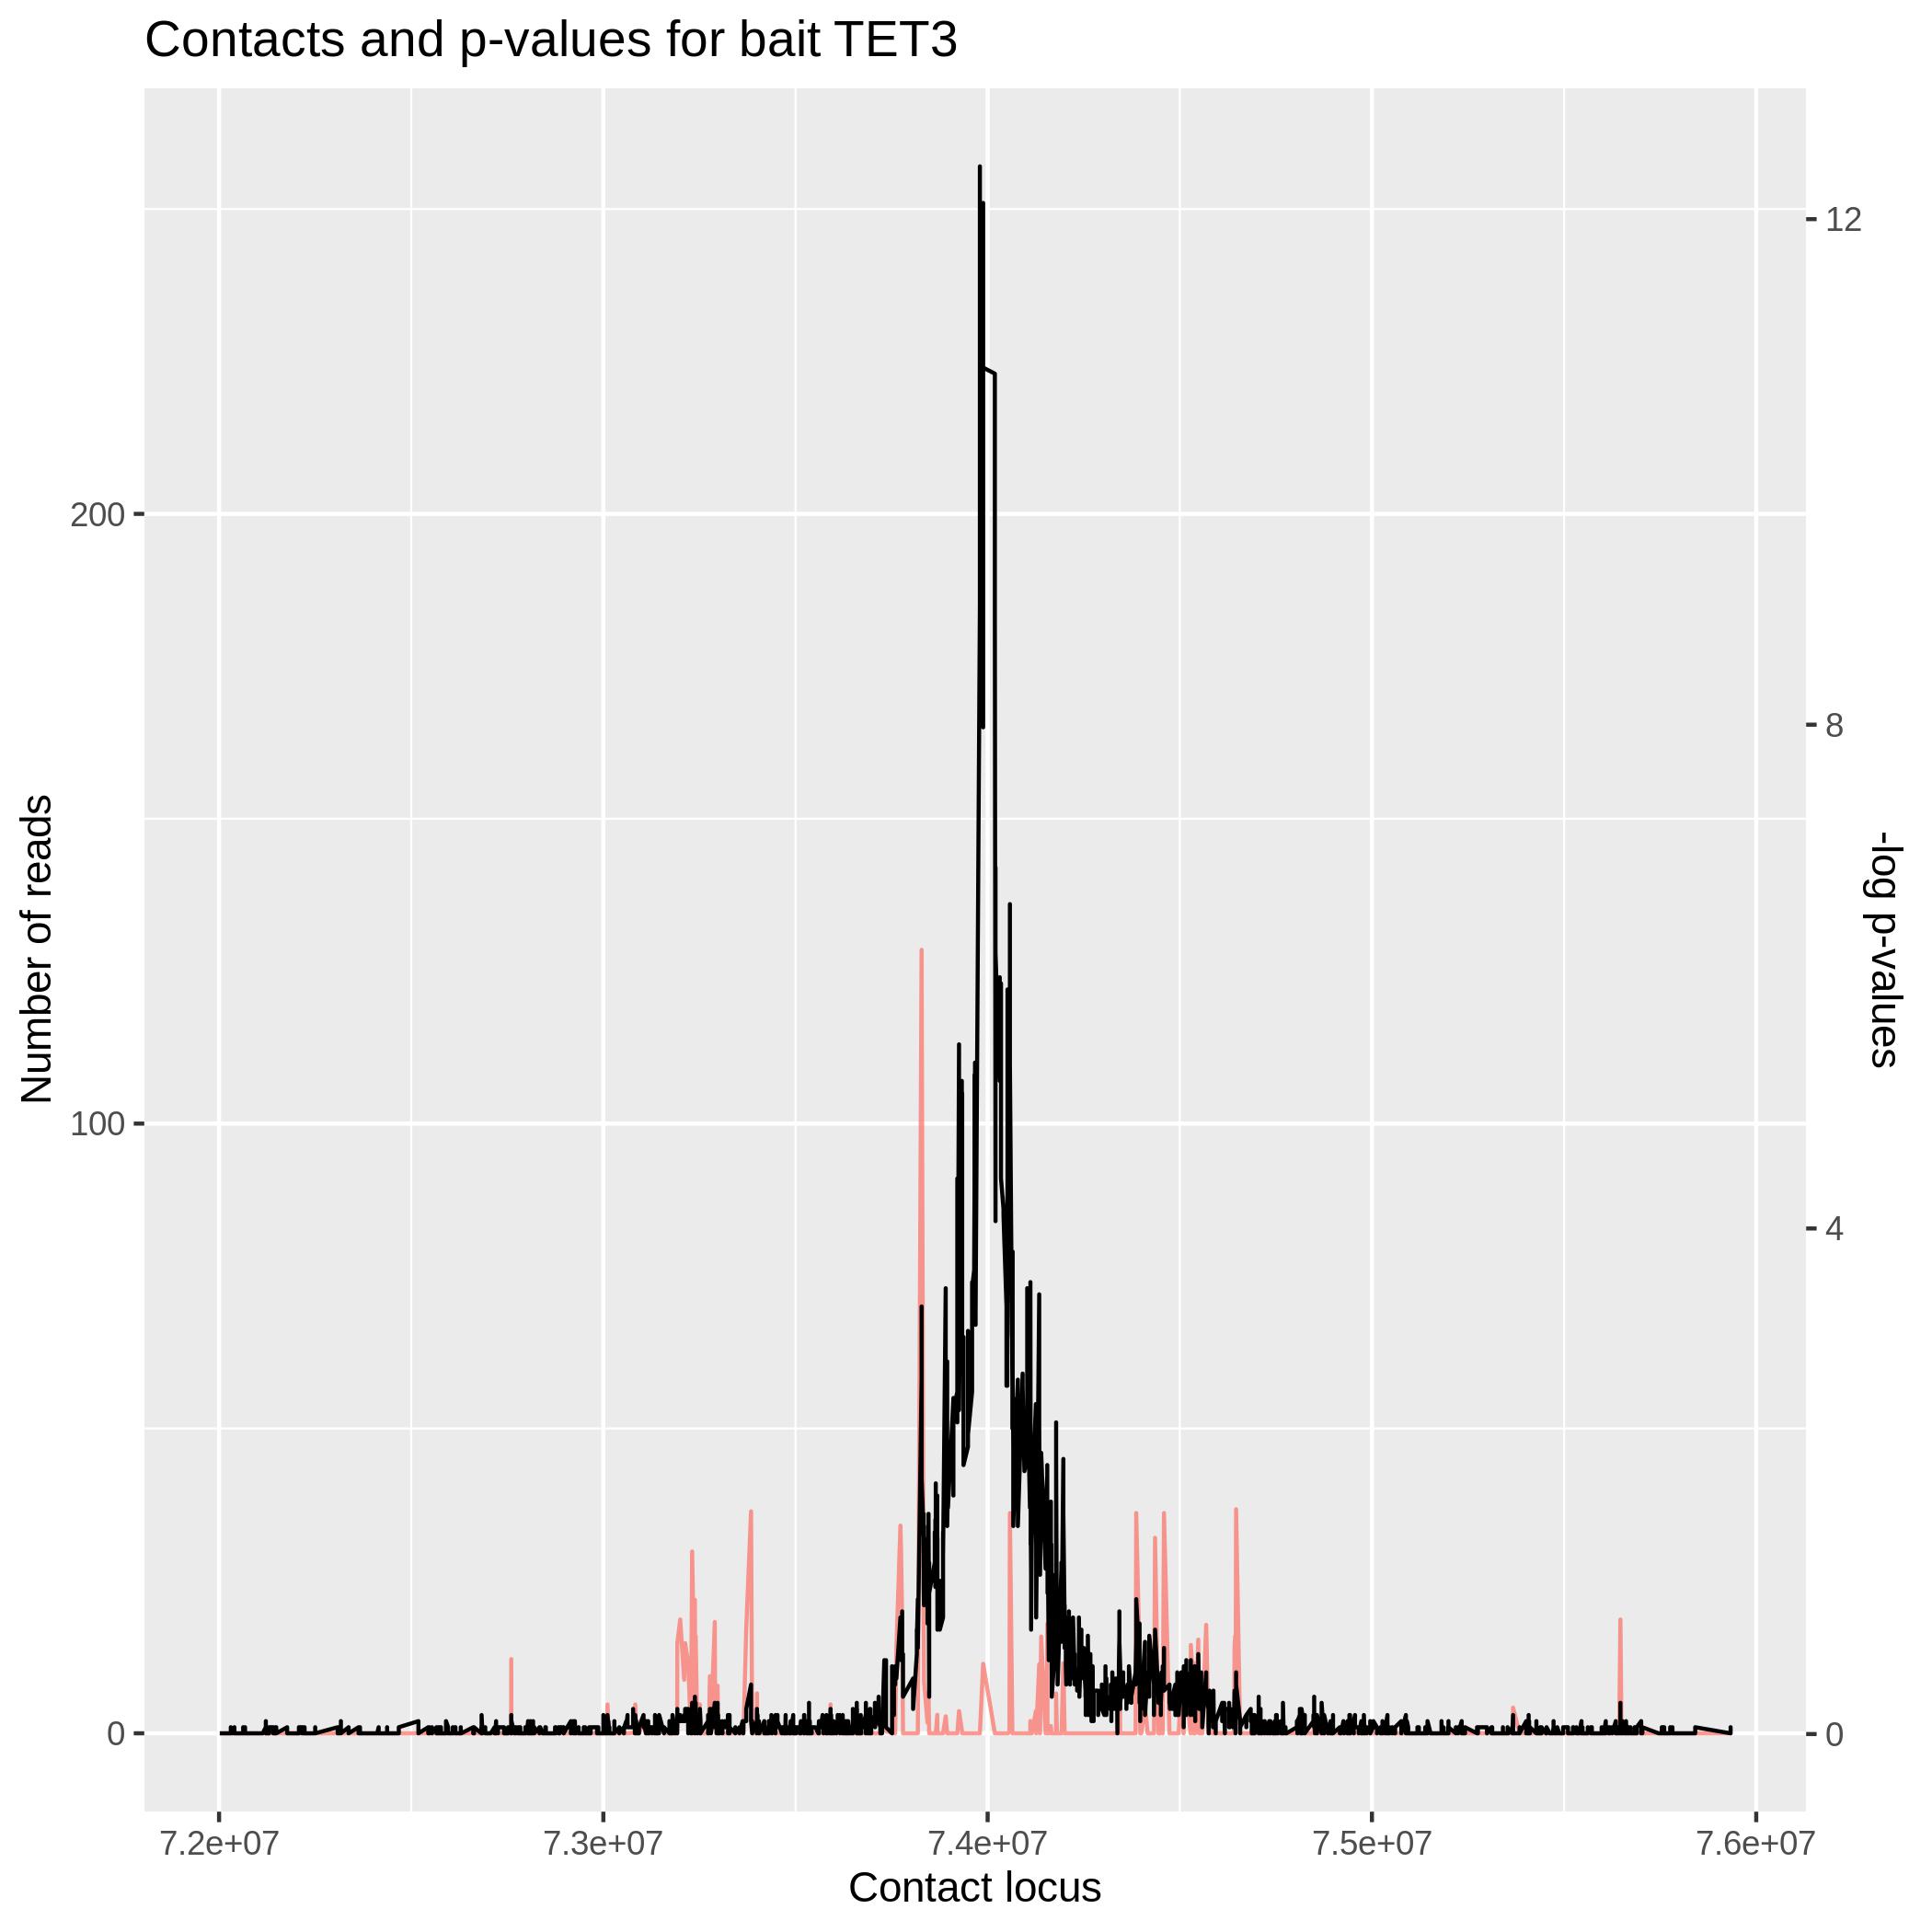 Contacts and p-values for bait TET3
Number of reads
200
100
0
12
8
4
0
-log p-values
7.2e+07
7.3e+07
7.4e+07
7.5e+07
7.6e+07
Contact locus